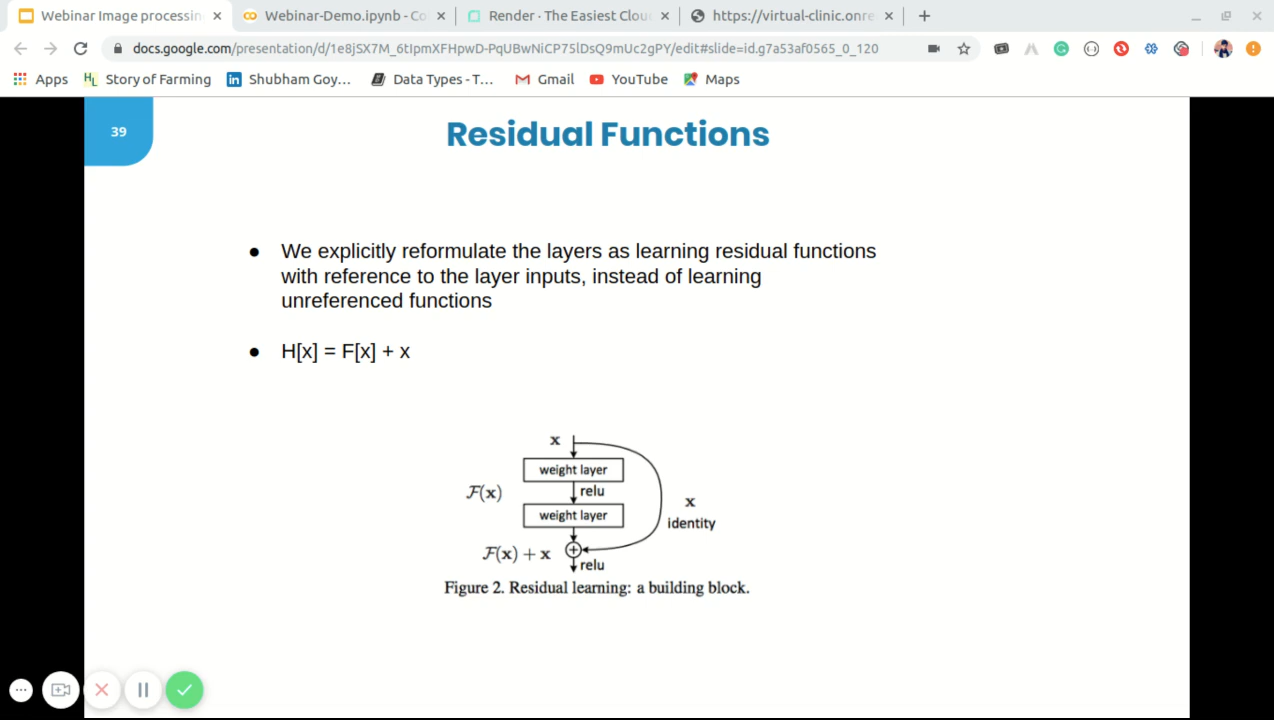 Webinar Image processin
Webinar-Demo.ipynb - Co
Render · The Easiest Clou
https://virtual-clinic.onre
docs.google.com/presentation/d/1e8jSX7M_6tIpmXFHpwD-PqUBwNiCP75lDsQ9mUc2gPY/edit#slide=id.g7a53af0565_0_120
Apps
Story of Farming
Shubham Goy...
Data Types - T...
Gmail
YouTube
Maps
39
Residual Functions
● We explicitly reformulate the layers as learning residual functions
with reference to the layer inputs, instead of learning
unreferenced functions
● H[x] = F[x] + x
x
weight layer
F(x)
relu
weight layer
x
identity
F(x) + x
relu
Figure 2. Residual learning: a building block.